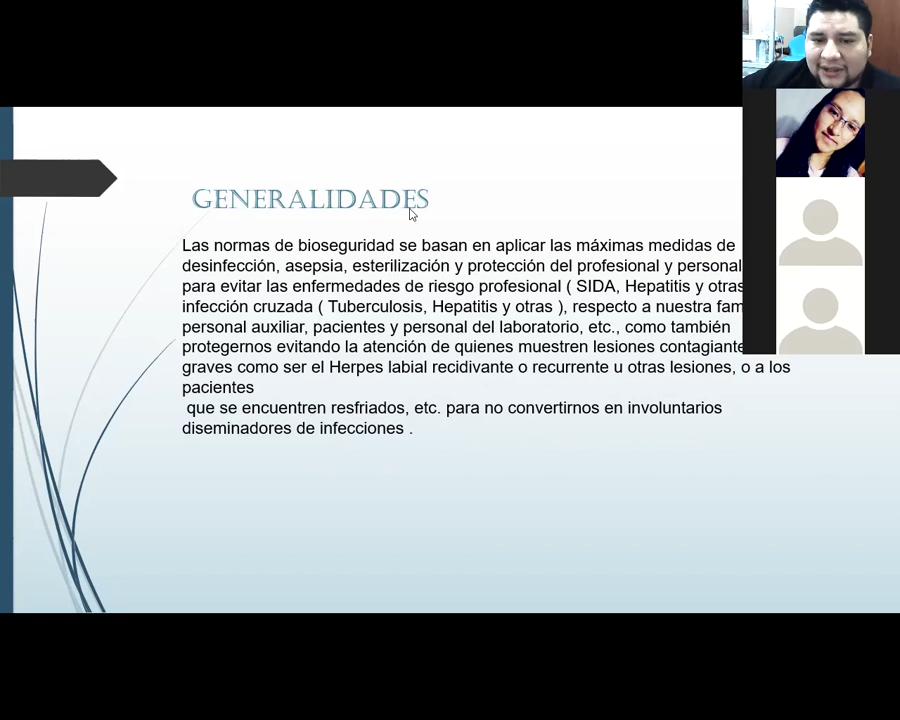 GENERALIDADES
Las normas de bioseguridad se basan en aplicar las máximas medidas de
desinfección, asepsia, esterilización y protección del profesional y personal
para evitar las enfermedades de riesgo profesional ( SIDA, Hepatitis y otras
infección cruzada ( Tuberculosis, Hepatitis y otras ), respecto a nuestra
personal auxiliar, pacientes y personal del laboratorio, etc., como también
protegernos evitando la atención de quienes muestren lesiones
graves como ser el Herpes labial recidivante o recurrente u otras lesiones, o a los
pacientes
que se encuentren resfriados, etc. para no convertirnos en involuntarios
diseminadores de infecciones .